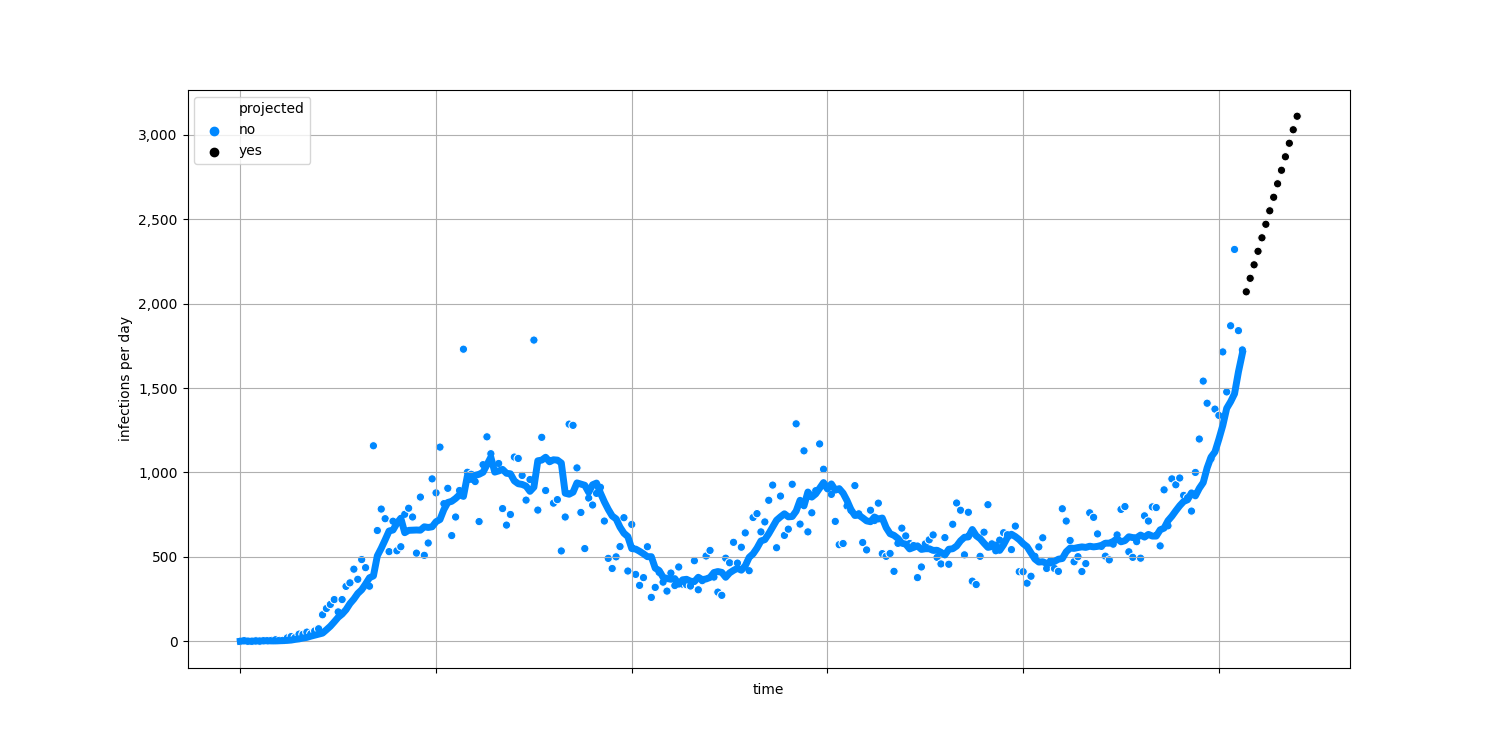 projected
no
yes
3,000
2,500
2,000
1,500
1,000
500
0
infections per day
time